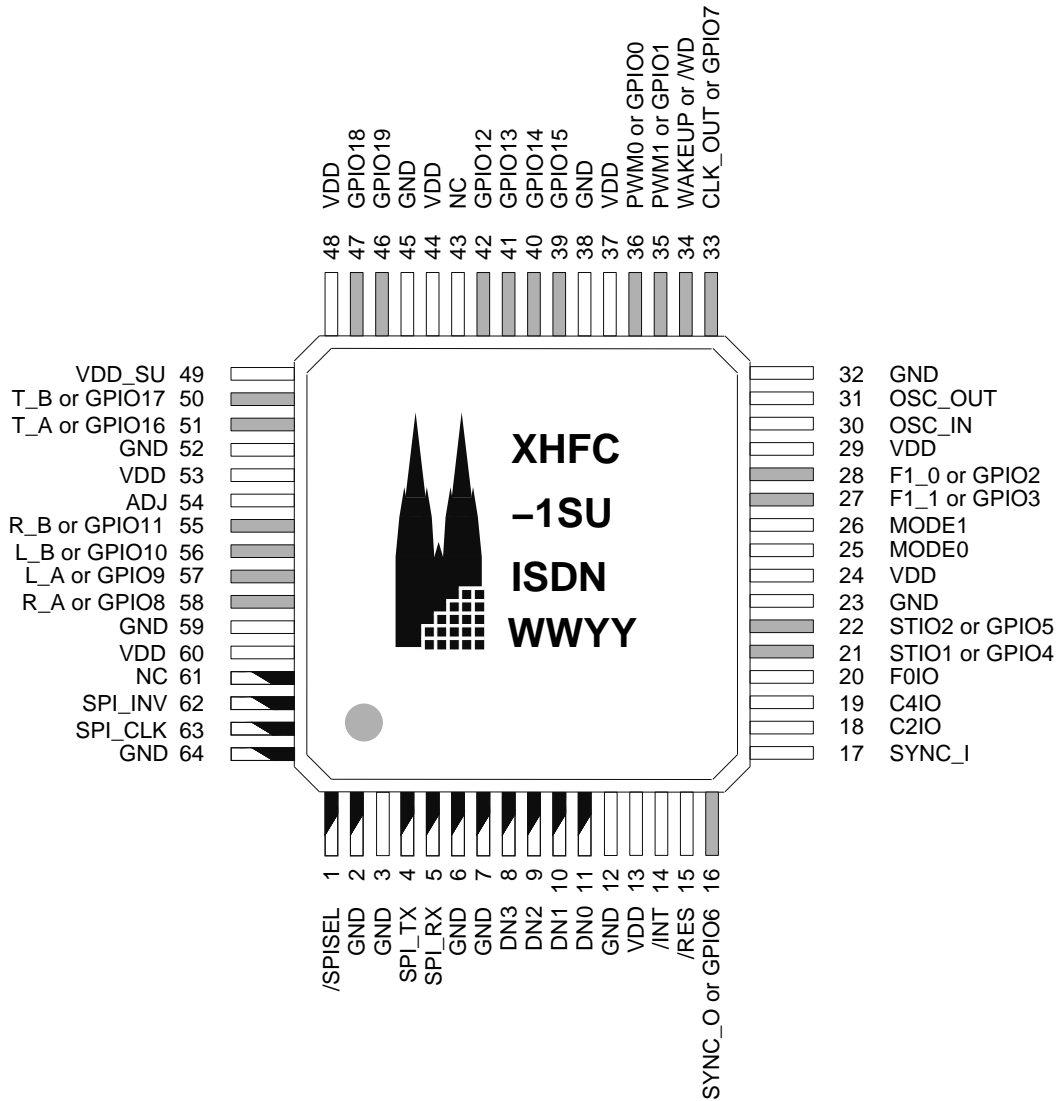 VDD 48
GPIO18 47
GPIO19 46
GND 45
VDD 44
NC 43
GPIO12 42
GPIO13 41
GPIO14 40
GPIO15 39
GND 38
VDD 37
PWM0 or GPIO0 36
PWM1 or GPIO1 35
WAKEUP or /WD 34
CLK_OUT or GPIO7 33
VDD_SU 49
T_B or GPIO17 50
T_A or GPIO16 51
GND 52
VDD 53
ADJ 54
R_B or GPIO11 55
L_B or GPIO10 56
L_A or GPIO9 57
R_A or GPIO8 58
GND 59
VDD 60
NC 61
SPI_INV 62
SPI_CLK 63
GND 64
XHFC
–1SU
ISDN
WWYY
32 GND
31 OSC_OUT
30 OSC_IN
29 VDD
28 F1_0 or GPIO2
27 F1_1 or GPIO3
26 MODE1
25 MODE0
24 VDD
23 GND
22 STIO2 or GPIO5
21 STIO1 or GPIO4
20 F0IO
19 C4IO
18 C2IO
17 SYNC_I
/SPISEL 1
GND 2
GND 3
SPI_TX 4
SPI_RX 5
GND 6
GND 7
DN3 8
DN2 9
DN1 10
DN0 11
GND 12
VDD 13
/INT 14
/RES 15
SYNC_O or GPIO6 16